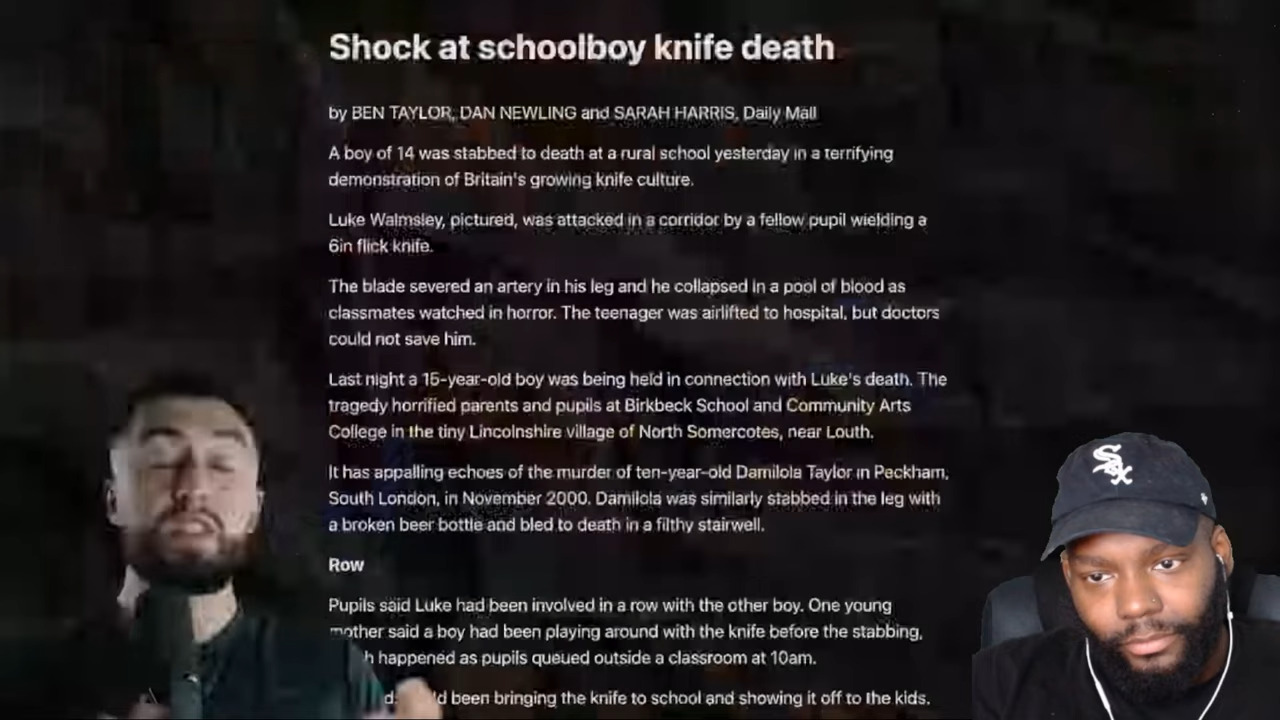 Shock at schoolboy knife death
by BEN TAYLOR, DAN NEWLING and SARAH HARRIS, Daily Mail
A boy of 14 was stabbed to death at a rural school yesterday in a terrifying
demonstration of Britain's growing knife culture.
Luke Walmsley, pictured, was attacked in a corridor by a fellow pupil wielding a
6in flick knife.
The blade severed an artery in his leg and he collapsed in a pool of blood as
classmates watched in horror. The teenager was airlifted to hospital, but doctors
could not save him.
Last night a 15-year-old boy was being held in connection with Luke's death. The
tragedy horrified parents and pupils at Birkbeck School and Community Arts
College in the tiny Lincolnshire village of North Somercotes, near Louth.
It has appalling echoes of the murder of ten-year-old Damilola Taylor in Peckham,
South London, in November 2000. Damilola was similarly stabbed in the leg with
a broken beer bottle and bled to death in a filthy stairwell.
Row
Pupils said Luke had been involved in a row with the other boy. One young
mother said a boy had been playing around with the knife before the stabbing,
happened as pupils queued outside a classroom at 10am.
been bringing the knife to school and showing it off to the kids.
Sox